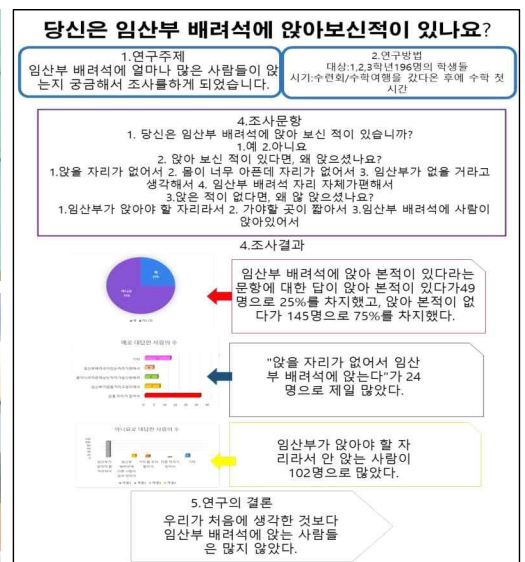 당신은 임산부 배려석에 앉아보신적이 있나요?
1.연구주제
임산부 배려석에 얼마나 많은 사람들이 앉
는지 궁금해서 조사를하게 되었습니다.
2.연구방법
대상:1,2,3학년196명의 학생들
시기:수련회/수학여행을 갔다온 후에 수학 첫
시간
4.조사문항
1. 당신은 임산부 배려석에 앉아 보신 적이 있습니까?
1.예 2.아니요
2. 앉아 보신 적이 있다면, 왜 앉으셨나요?
1.앉을 자리가 없어서 2. 몸이 너무 아픈데 자리가 없어서 3. 임산부가 없을 거라고
생각해서 4. 임산부 배려석 자리 자체가편해서
3.앉은 적이 없다면, 왜 않 앉으셨나요?
1.임산부가 앉아야 할 자리라서 2. 가야할 곳이 짧아서 3.임산부 배려석에 사람이
앉아있어서
4.조사결과
임산부 배려석에 앉아 본적이 있다라는
문항에 대한 답이 앉아 본적이 있다가49
명으로 25%를 차지했고, 앉아 본적이 없
다가 145명으로 75%를 차지했다.
예로 대답한 사람의 수
"앉을 자리가 없어서 임산
부 배려석에 앉는다"가 24
명으로 제일 많았다.
아니요로 대답한 사람의 수
임산부가 앉아야 할 자
리라서 안 앉는 사람이
102명으로 많았다.
5.연구의 결론
우리가 처음에 생각한 것보다
임산부 배려석에 앉는 사람들
은 많지 않았다.